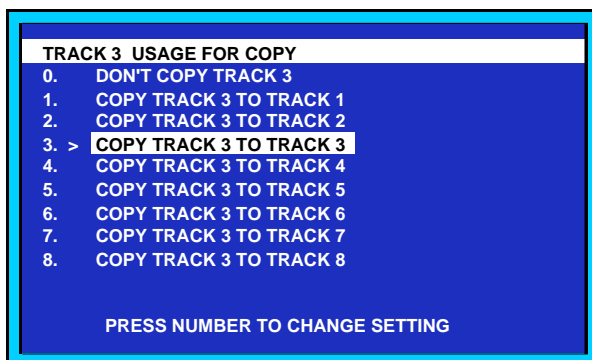 TRACK 3 USAGE FOR COPY
0. DON'T COPY TRACK 3
1. COPY TRACK 3 TO TRACK 1
2. COPY TRACK 3 TO TRACK 2
3. > COPY TRACK 3 TO TRACK 3
4. COPY TRACK 3 TO TRACK 4
5. COPY TRACK 3 TO TRACK 5
6. COPY TRACK 3 TO TRACK 6
7. COPY TRACK 3 TO TRACK 7
8. COPY TRACK 3 TO TRACK 8
PRESS NUMBER TO CHANGE SETTING